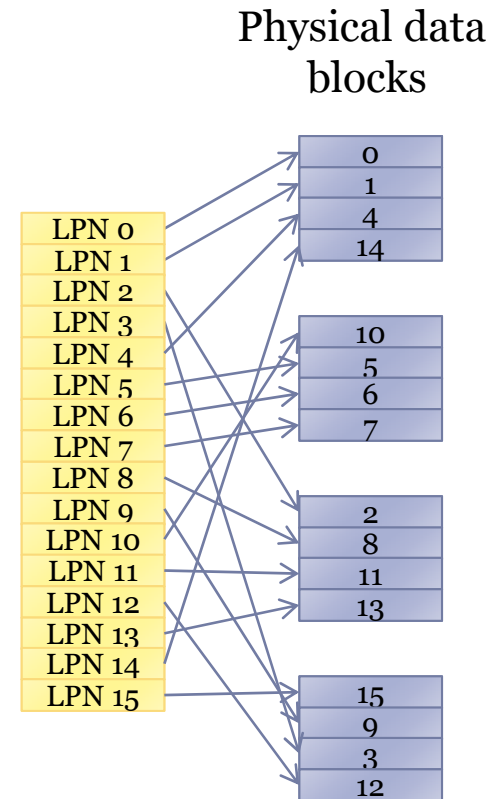 Physical data
blocks
LPN 0
LPN 1
LPN 2
LPN 3
LPN 4
LPN 5
LPN 6
LPN 7
LPN 8
LPN 9
LPN 10
LPN 11
LPN 12
LPN 13
LPN 14
LPN 15
0
1
4
14
10
5
6
7
2
8
11
13
15
9
3
12